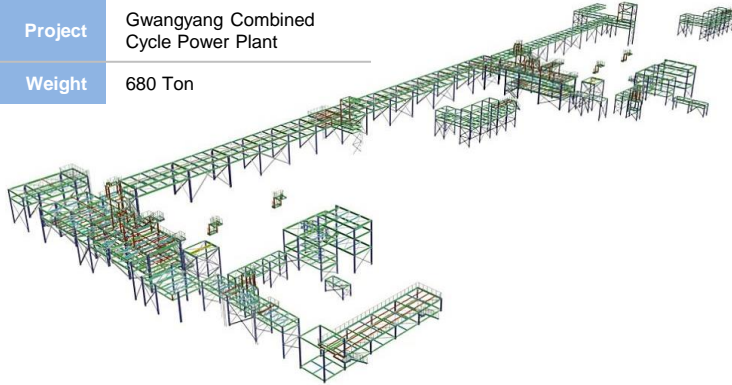 Project
Gwangyang Combined
Cycle Power Plant
Weight
680 Ton